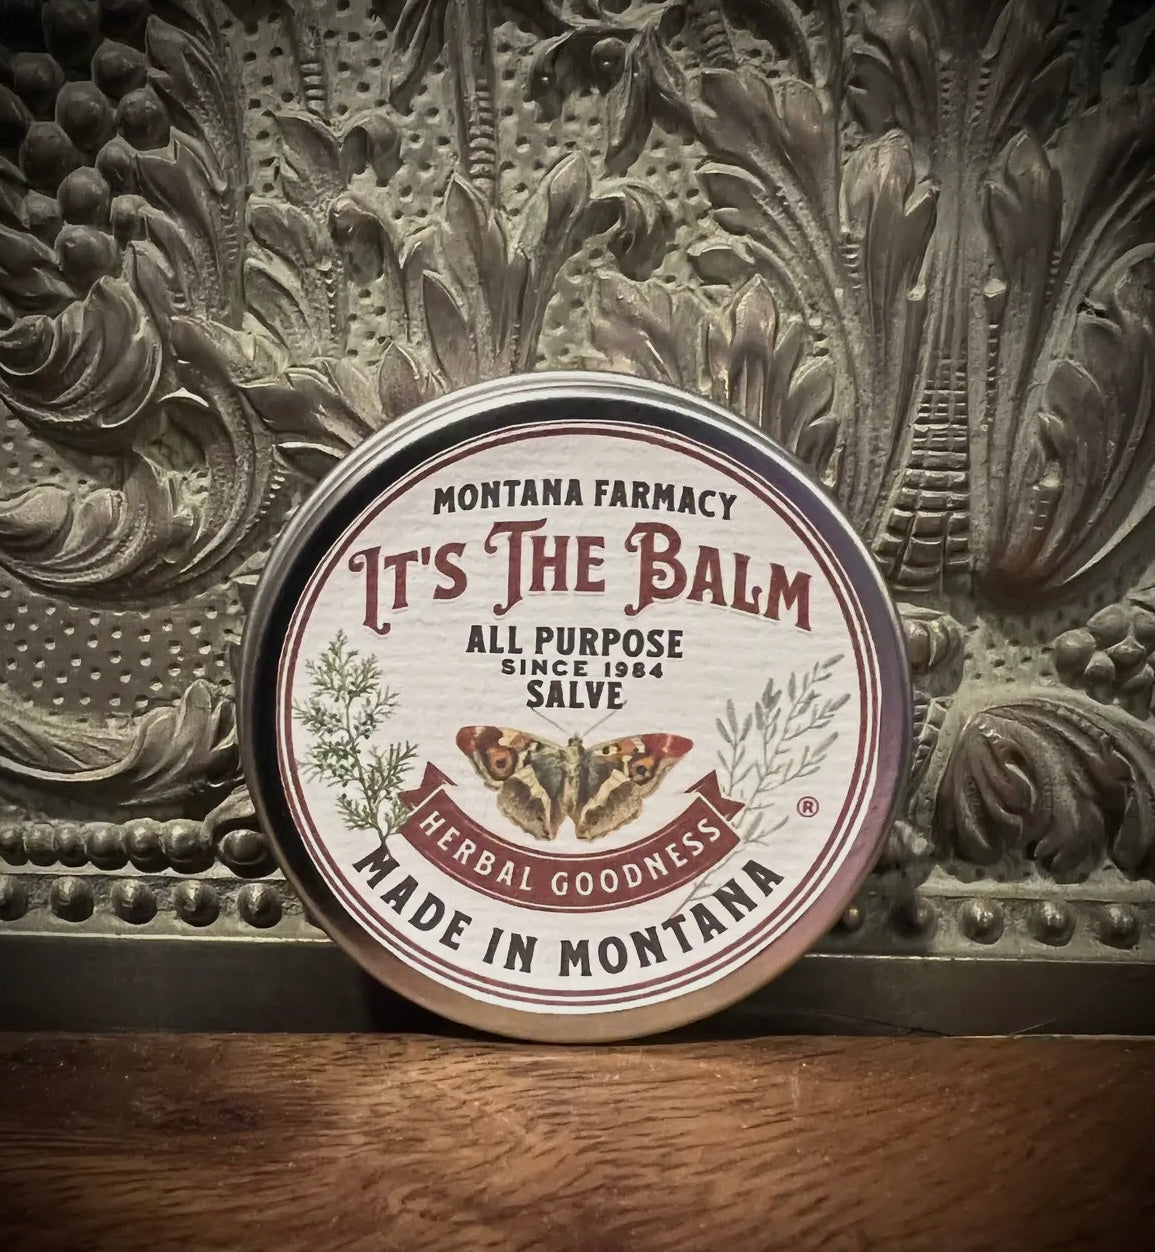 MONTANA FARMACY
IT'S THE BALM
ALL PURPOSE
SINCE 1984
SALVE
HERBAL GOODNESS
®
MADE IN MONTANA